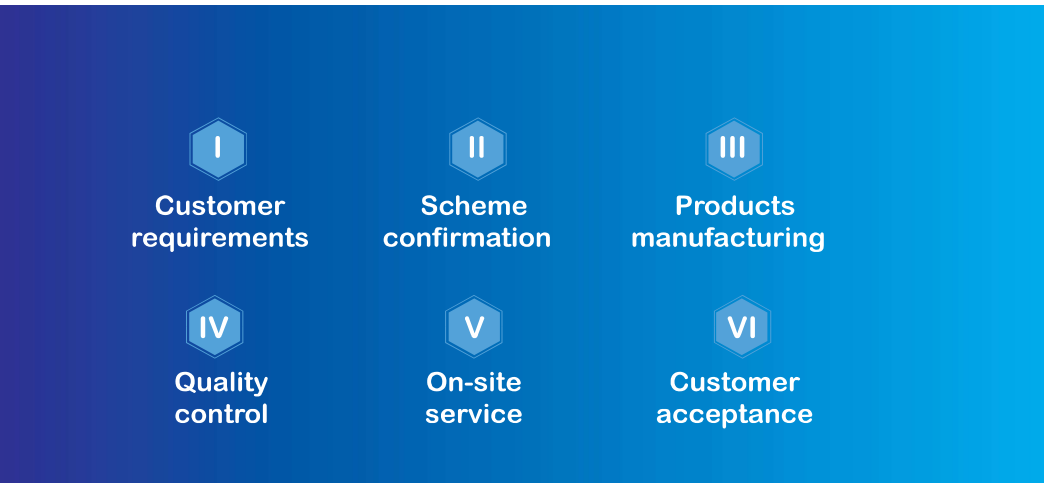 I
Customer
requirements
II
Scheme
confirmation
III
Products
manufacturing
IV
Quality
control
V
On-site
service
VI
Customer
acceptance